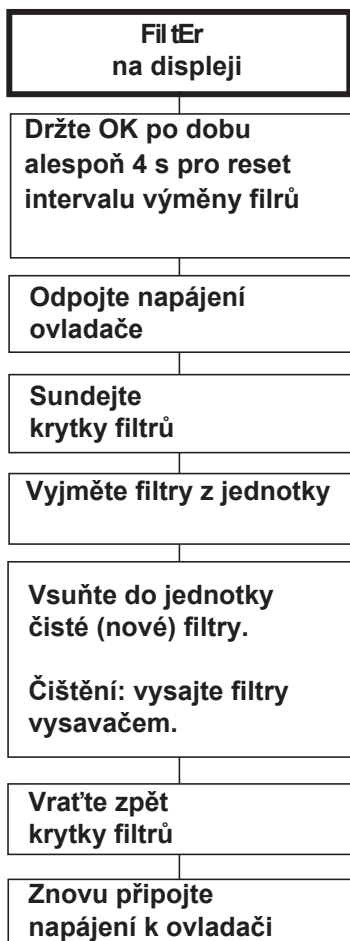 FiltEr
na displeji
Držte OK po dobu
alespoň 4 s pro reset
intervalu výměny filrů
Odpojte napájení
ovladače
Sundejte
krytky filtrů
Vyjměte filtry z jednotky
Vsuňte do jednotky
čisté (nové) filtry.
Čištění: vysajte filtry
vysavačem.
Vraťte zpět
krytky filtrů
Znovu připojte
napájení k ovladači